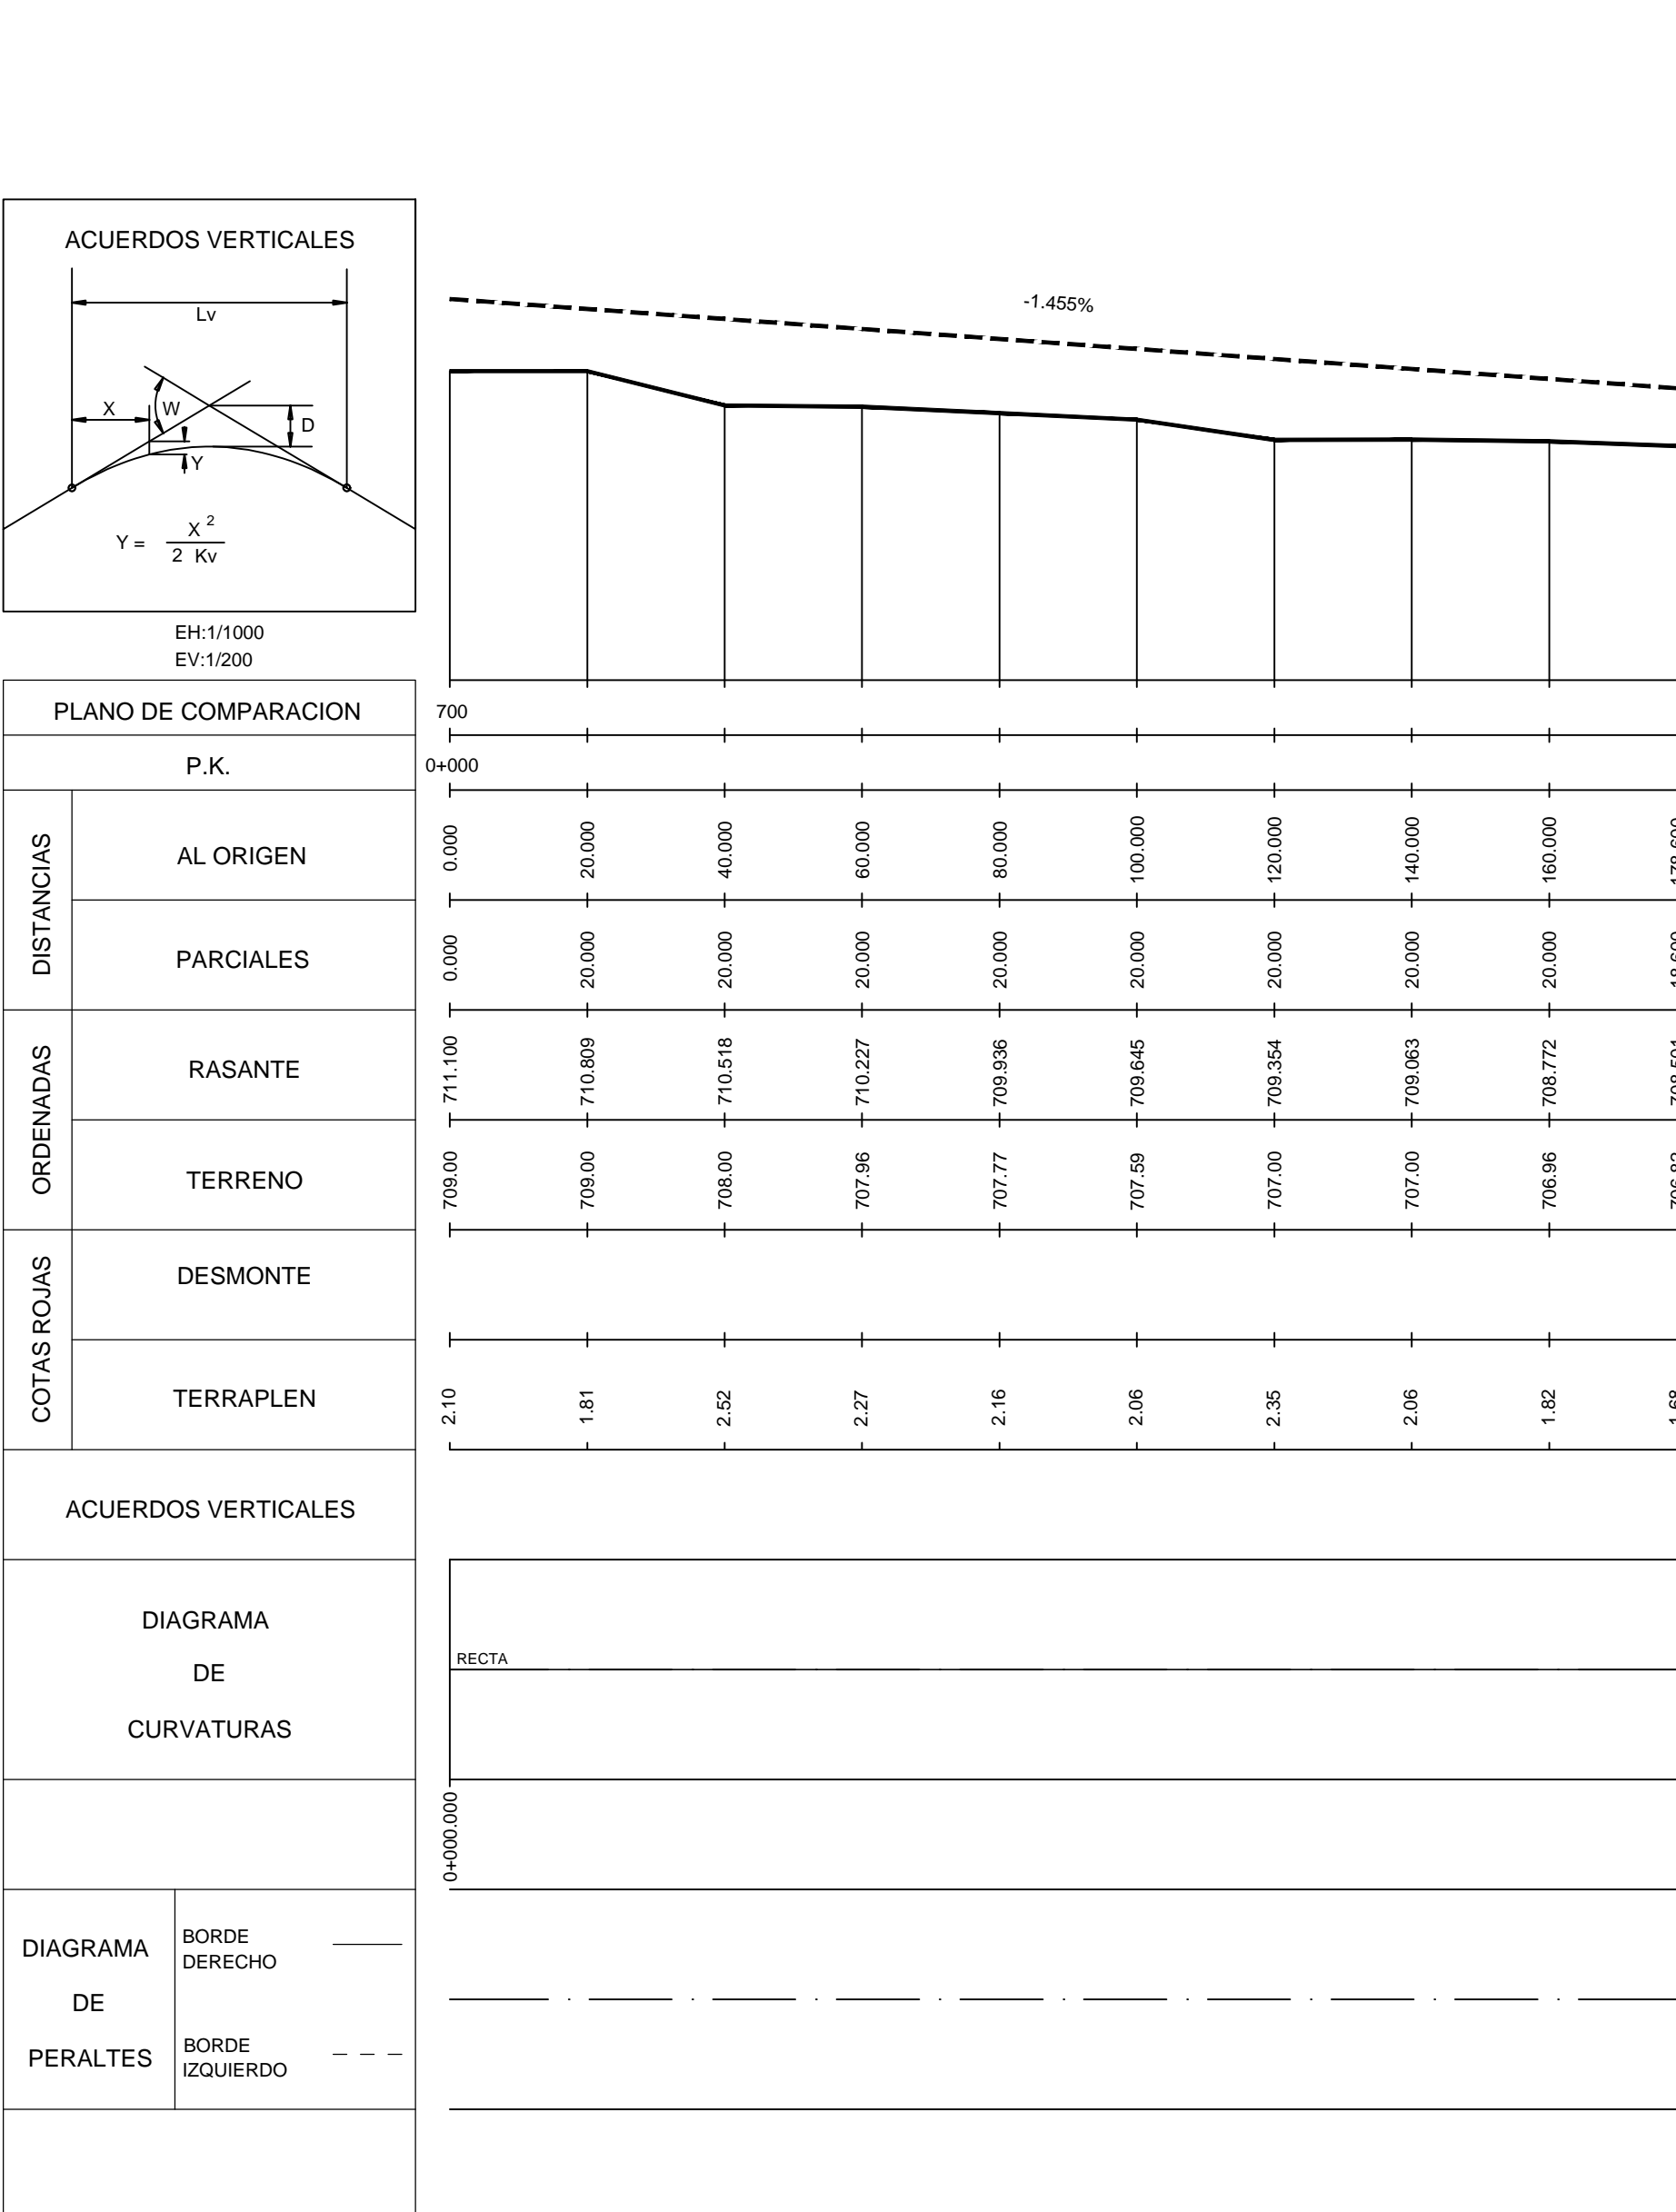 ACUERDOS VERTICALES
Lv
X
W
D
Y
Y = X 2
2 Kv
EH:1/1000
EV:1/200
-1.455%
PLANO DE COMPARACION 700
P.K. 0+000
DISTANCIAS
AL ORIGEN 0.000 20.000 40.000 60.000 80.000 100.000 120.000 140.000 160.000 178.600
PARCIALES 0.000 20.000 20.000 20.000 20.000 20.000 20.000 20.000 20.000 18.600
ORDENADAS
RASANTE 711.100 710.809 710.518 710.227 709.936 709.645 709.354 709.063 708.772
TERRENO 709.00 709.00 708.00 707.96 707.77 707.59 707.00 707.00 706.96
COTAS ROJAS
DESMONTE
TERRAPLEN 2.10 1.81 2.52 2.27 2.16 2.06 2.35 2.06 1.82 1.68
ACUERDOS VERTICALES
DIAGRAMA
DE
CURVATURAS
RECTA
0+000.000
DIAGRAMA
DE
PERALTES
BORDE
DERECHO
BORDE
IZQUIERDO